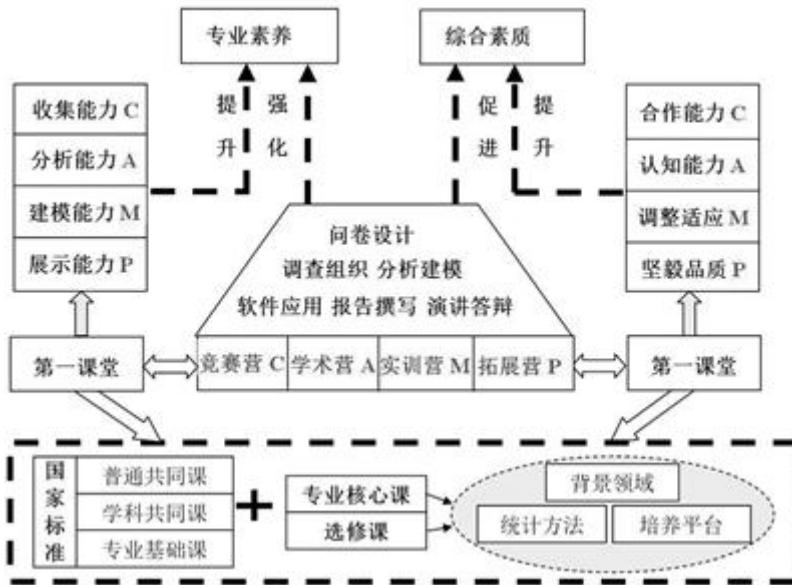 专业素养
综合素质
收集能力 C
分析能力 A
建模能力 M
展示能力 P
提升
强化
促进
提升
合作能力 C
认知能力 A
调整适应 M
坚毅品质 P
问卷设计
调查组织 分析建模
软件应用 报告撰写 演讲答辩
第一课堂
竞赛营 C
学术营 A
实训营 M
拓展营 P
第一课堂
国家标准
普通共同课
学科共同课
专业基础课
+
专业核心课
选修课
背景领域
统计方法
培养平台